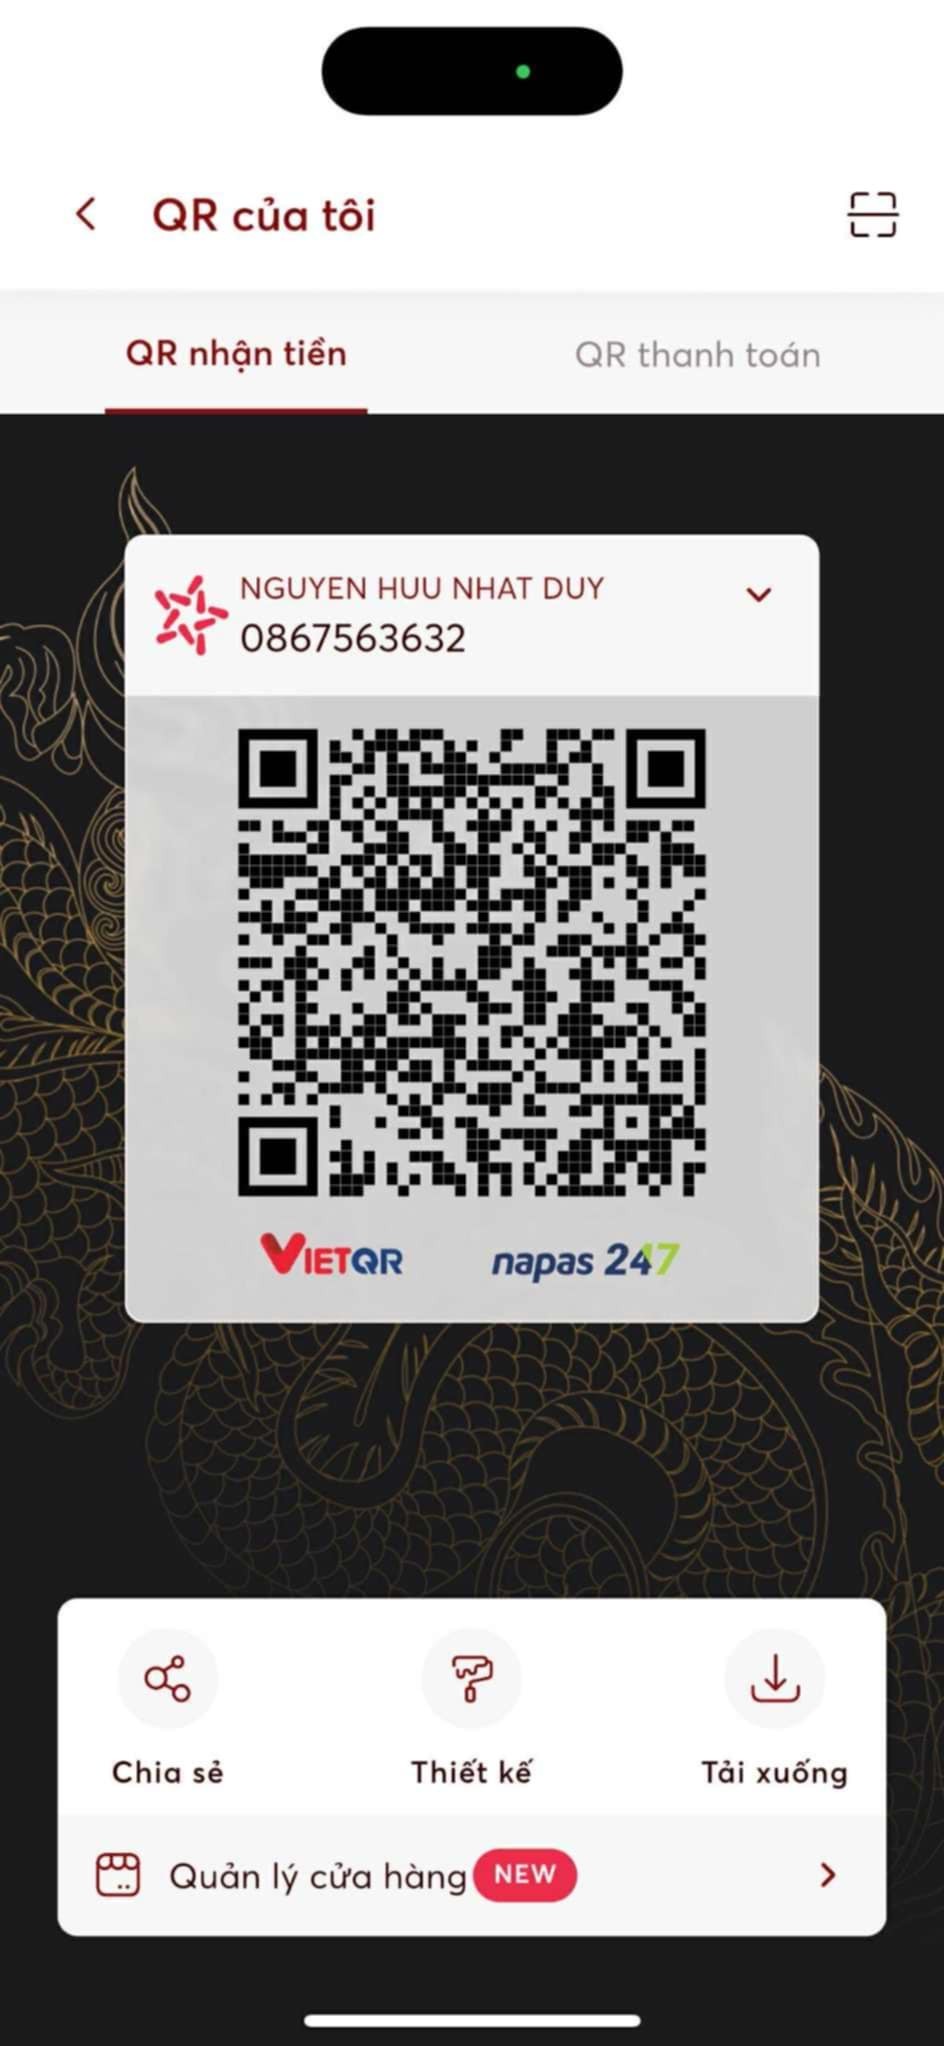 QR của tôi
QR nhận tiền
QR thanh toán
NGUYEN HUU NHAT DUY
0867563632
VIETQR
napas 247
Chia sẻ
Thiết kế
Tải xuống
Quản lý cửa hàng NEW